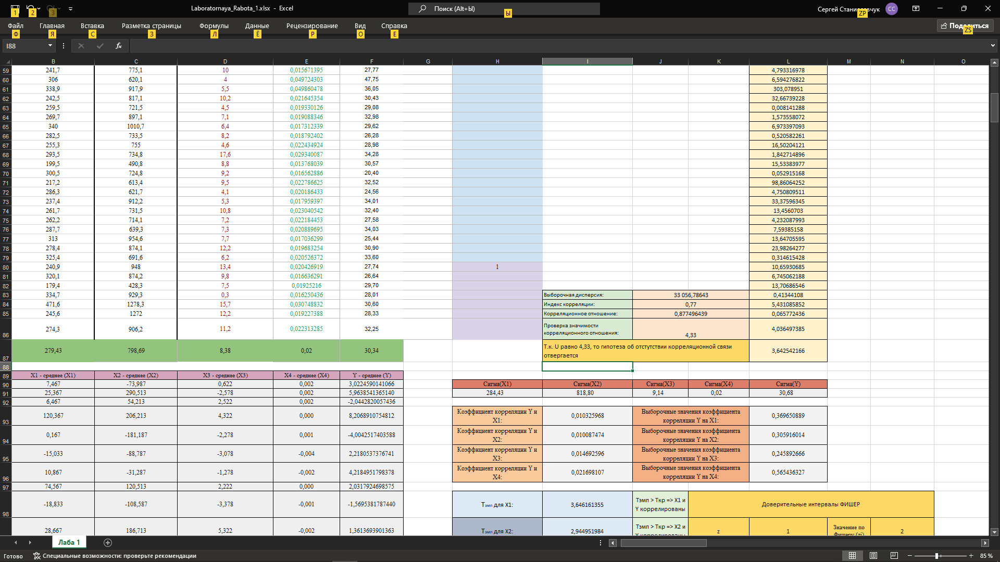 Laboratornaya_Rabota_1.xlsx - Excel
Поиск (Alt+Ы)
1 2 3 Ы ZP
Файл Главная Вставка Разметка страницы Формулы Данные Рецензирование Вид Справка
Поделиться
Ф Я С З Л Ё Р О Е ZS
СС
I88 fx
B C D E F G H I J K L M N O
59 241,7 775,1 10 0,015671395 27,77 4,793316978
60 306 620,1 4 0,049724303 47,75 6,594276822
61 338,9 917,9 5,5 0,049860478 36,05 303,078951
62 242,5 817,1 10,2 0,021645354 30,43 32,66739228
63 259,5 721,5 4,5 0,019330126 29,08 0,008141288
64 269,7 897,1 7,1 0,019088346 32,98 1,573558072
65 340 1010,7 6,4 0,017312339 29,62 6,973397093
66 282,5 733,5 8,2 0,018792402 26,28 0,520582261
67 255,3 755 4,6 0,022434924 28,98 16,50204121
68 293,5 734,8 17,6 0,029340087 34,28 1,842714896
69 199,5 490,8 8,8 0,013768039 30,57 15,53383977
70 300,5 724,8 9,2 0,016562886 20,40 0,052915168
71 217,2 613,4 9,5 0,022786625 32,52 98,86064252
72 286,3 621,7 4,1 0,020186433 24,56 4,750809511
73 237,4 912,2 5,3 0,017959397 34,01 33,37596345
74 261,7 731,5 10,8 0,023040542 32,40 13,4560703
75 262,2 714,1 7,2 0,022184453 27,58 4,232087993
76 287,7 639,3 7,3 0,020889695 34,03 7,59385158
77 313 954,6 7,7 0,017036299 25,44 13,64705595
78 278,4 874,1 12,2 0,019683254 30,90 23,98264277
79 325,4 691,6 6,2 0,020526372 33,60 0,314615428
80 240,9 948 13,4 0,020426919 27,74 1 10,65930685
81 320,1 874,2 9,8 0,016636291 26,64 6,745062188
82 179,4 428,3 7,5 0,01925216 29,70 13,70686546
83 334,7 929,3 0,3 0,016250436 28,01 Выборочная дисперсия: 33 056,78643 0,41344108
84 471,6 1278,3 15,7 0,030748832 30,60 Индекс корреляции: 0,77 5,431085852
85 245,6 1272 12,2 0,019227388 28,33 Корреляционное отношение: 0,877496439 0,065772436
86 274,3 906,2 11,2 0,022313285 32,25 Проверка значимости
корреляционного отношения: 4,33 4,036497385
87 279,43 798,69 8,38 0,02 30,34 Т.к. U равно 4,33, то гипотеза об отстутствии корреляционной связи
отвергается 3,642542166
88
89 X1 - среднее (X1) X2 - среднее (X2) X3 - среднее (X3) X4 - среднее (X4) Y - среднее (Y)
90 7,467 -73,987 0,622 0,002 3,0224590141066 Сигма(X1) Сигма(X2) Сигма(X3) Сигма(X4) Сигма(Y)
91 25,367 290,513 -2,578 0,002 5,9638541365140 284,43 818,80 9,14 0,02 30,68
92 6,467 54,213 2,522 0,002 -2,0442820057436
93 120,367 206,213 4,322 0,000 8,2068910754812 Коэффициент корреляции Y и
X1: 0,010325968 Выборочные значения коэффициента
корреляции Y на X1: 0,369650889
94 0,167 -181,187 -2,278 0,001 -4,0042517403588 Коэффициент корреляции Y и
X2: 0,010087474 Выборочные значения коэффициента
корреляции Y на X2: 0,305916014
95 -15,033 -88,787 -3,078 -0,004 2,2180537376741 Коэффициент корреляции Y и
X3: 0,014692596 Выборочные значения коэффициента
корреляции Y на X3: 0,245892666
96 10,867 -31,287 -1,278 -0,002 4,2184951798378 Коэффициент корреляции Y и
X4: 0,021698107 Выборочные значения коэффициента
корреляции Y на X4: 0,565436327
97 74,567 120,513 2,222 0,000 2,0317924698575
98 -18,833 -108,587 -3,378 -0,001 -1,5695381787440 Tэмп для X1: 3,646161355 Tэмп > Tкр => X1 и
Y коррелированы Доверительные интервалы ФИШЕР
28,667 186,713 5,322 -0,002 1,3613693901363 Tэмп для X2: 2,944951984 Tэмп > Tкр => X2 и
z 1 Значение по
2
Лаба 1
Готово Специальные возможности: проверьте рекомендации 85 %